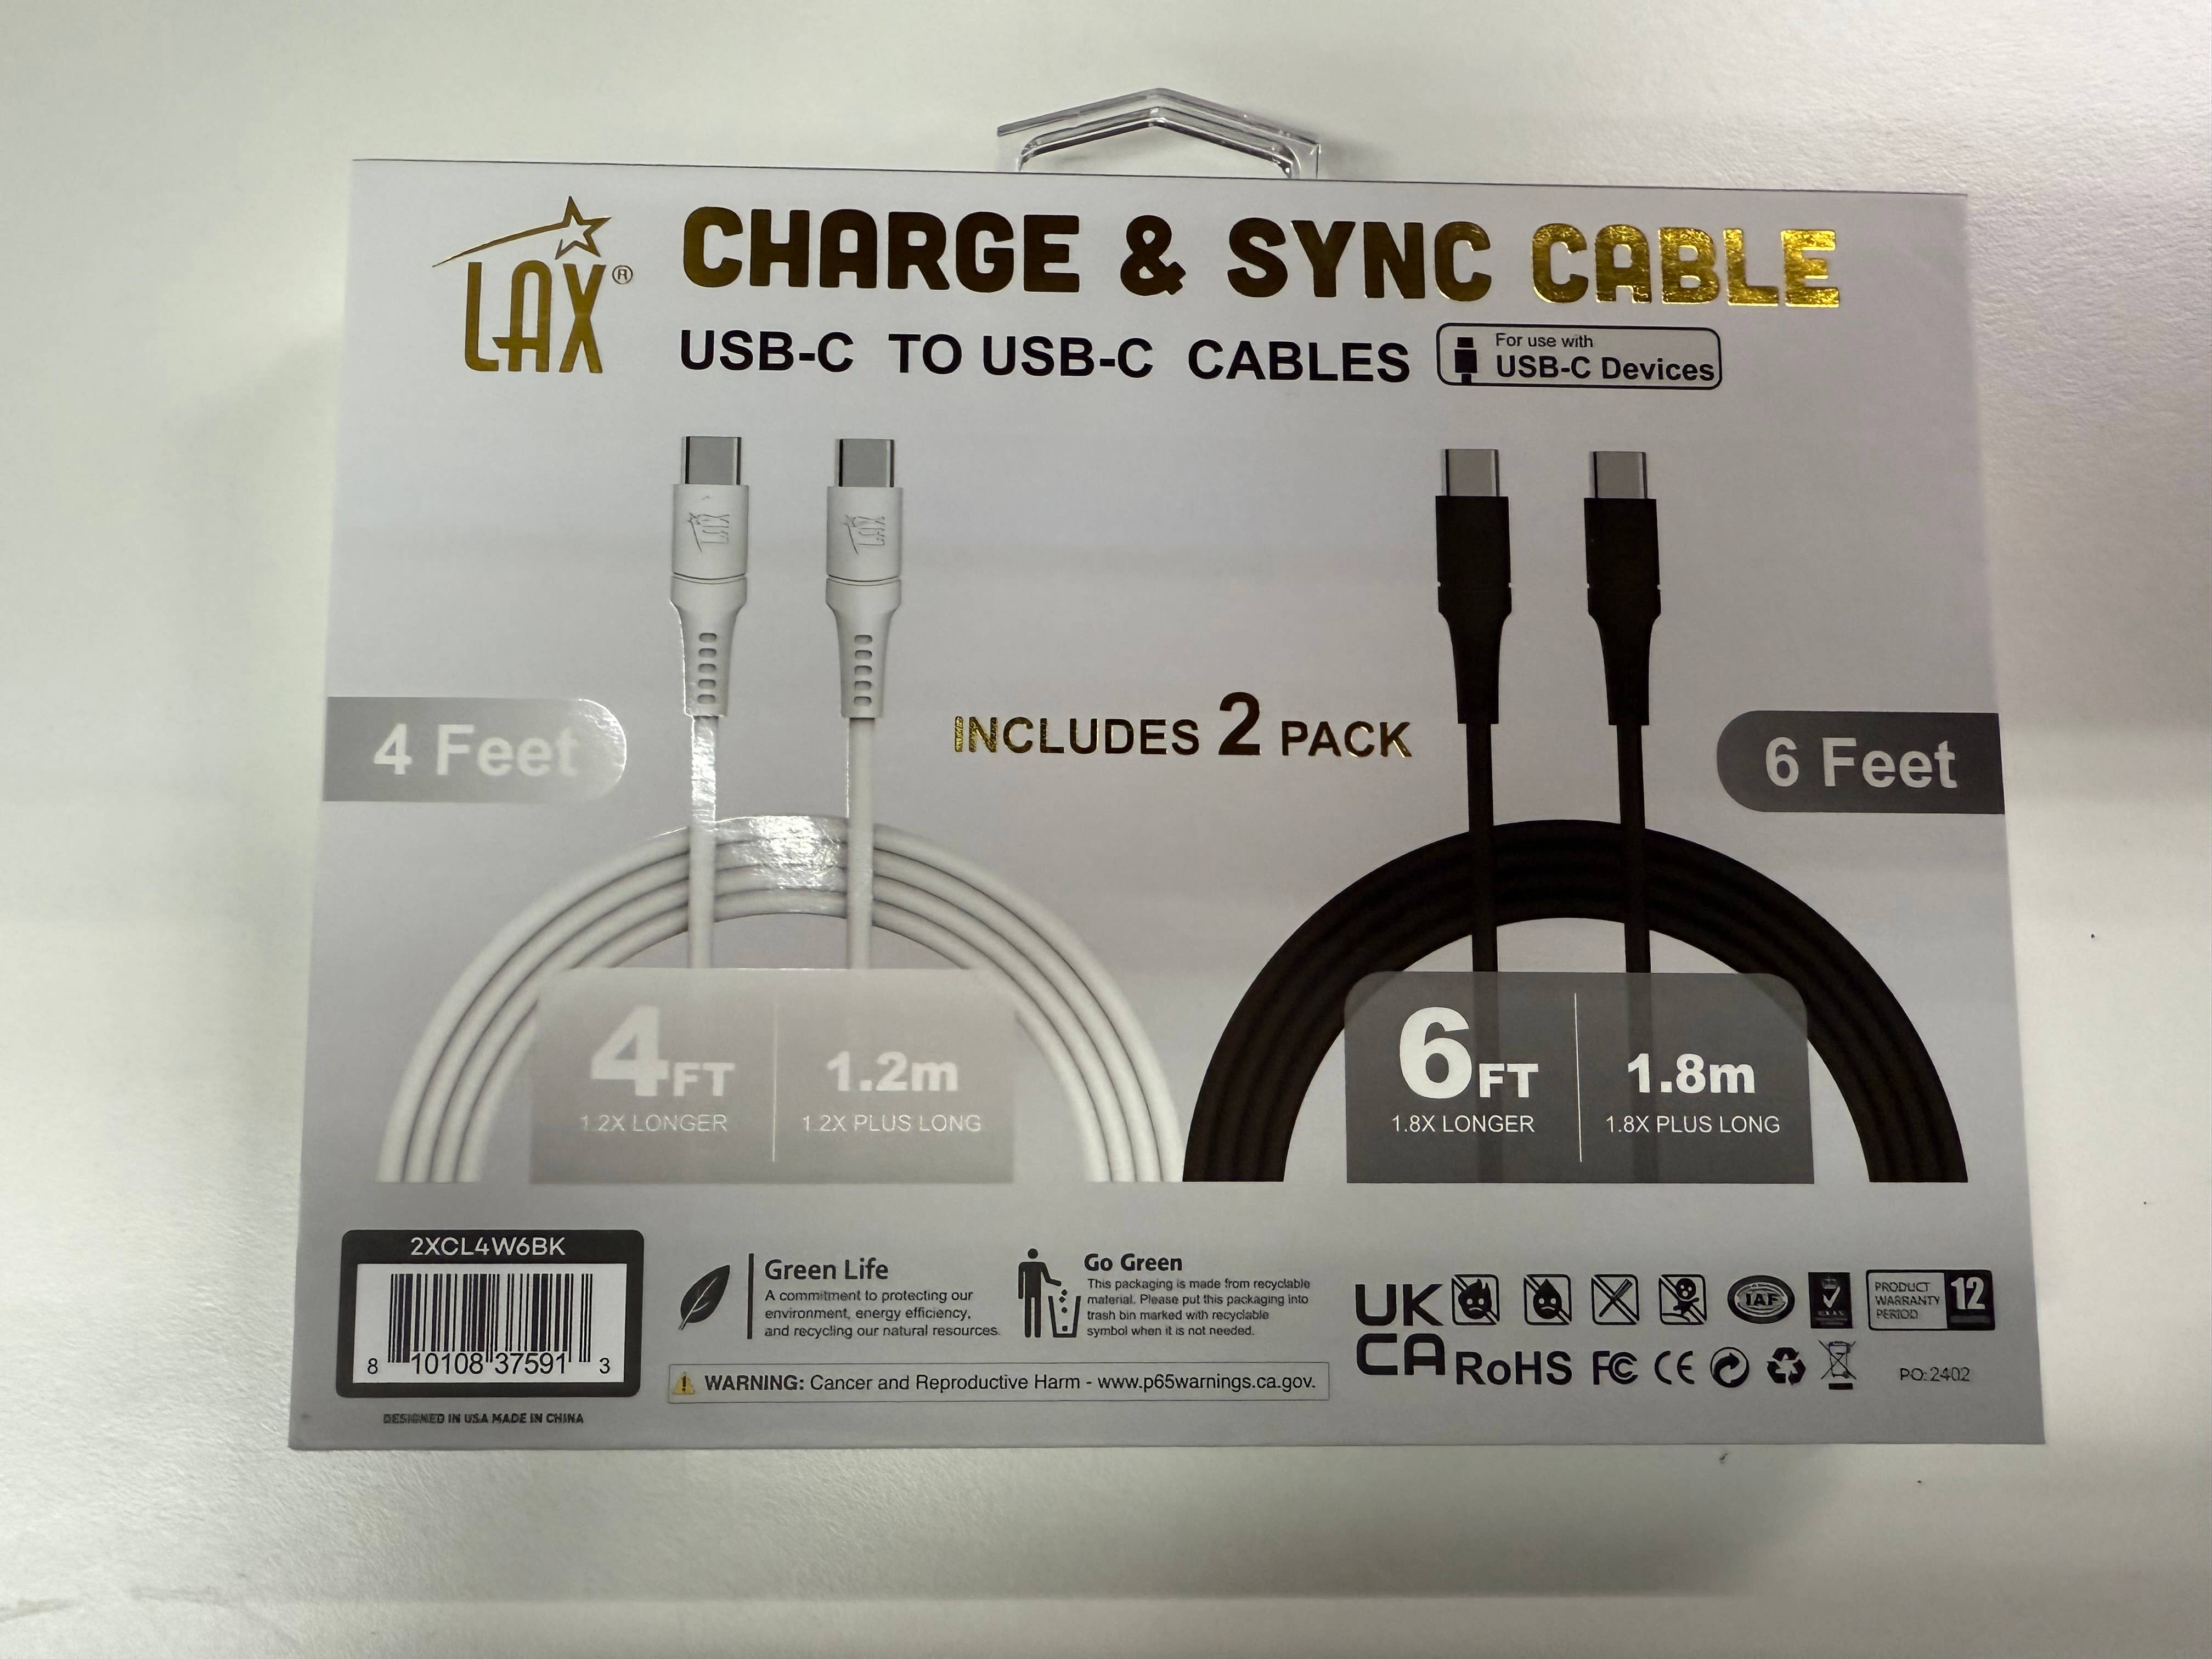 LAX®
CHARGE & SYNC CABLE
USB-C TO USB-C CABLES
For use with
USB-C Devices
LAX
LAX
4 Feet
INCLUDES 2 PACK
6 Feet
4FT
1.2X LONGER
1.2m
1.2X PLUS LONG
6FT
1.8X LONGER
1.8m
1.8X PLUS LONG
2XCL4W6BK
8 10108 37591 3
DESIGNED IN USA MADE IN CHINA
Green Life
A commitment to protecting our
environment, energy efficiency,
and recycling our natural resources.
Go Green
This packaging is made from recyclable
material. Please put this packaging into
trash bin marked with recyclable
symbol when it is not needed.
WARNING: Cancer and Reproductive Harm - www.p65warnings.ca.gov.
UK
CA
IAF
PRODUCT
WARRANTY
PERIOD
12
RoHS FC CE
PO:2402